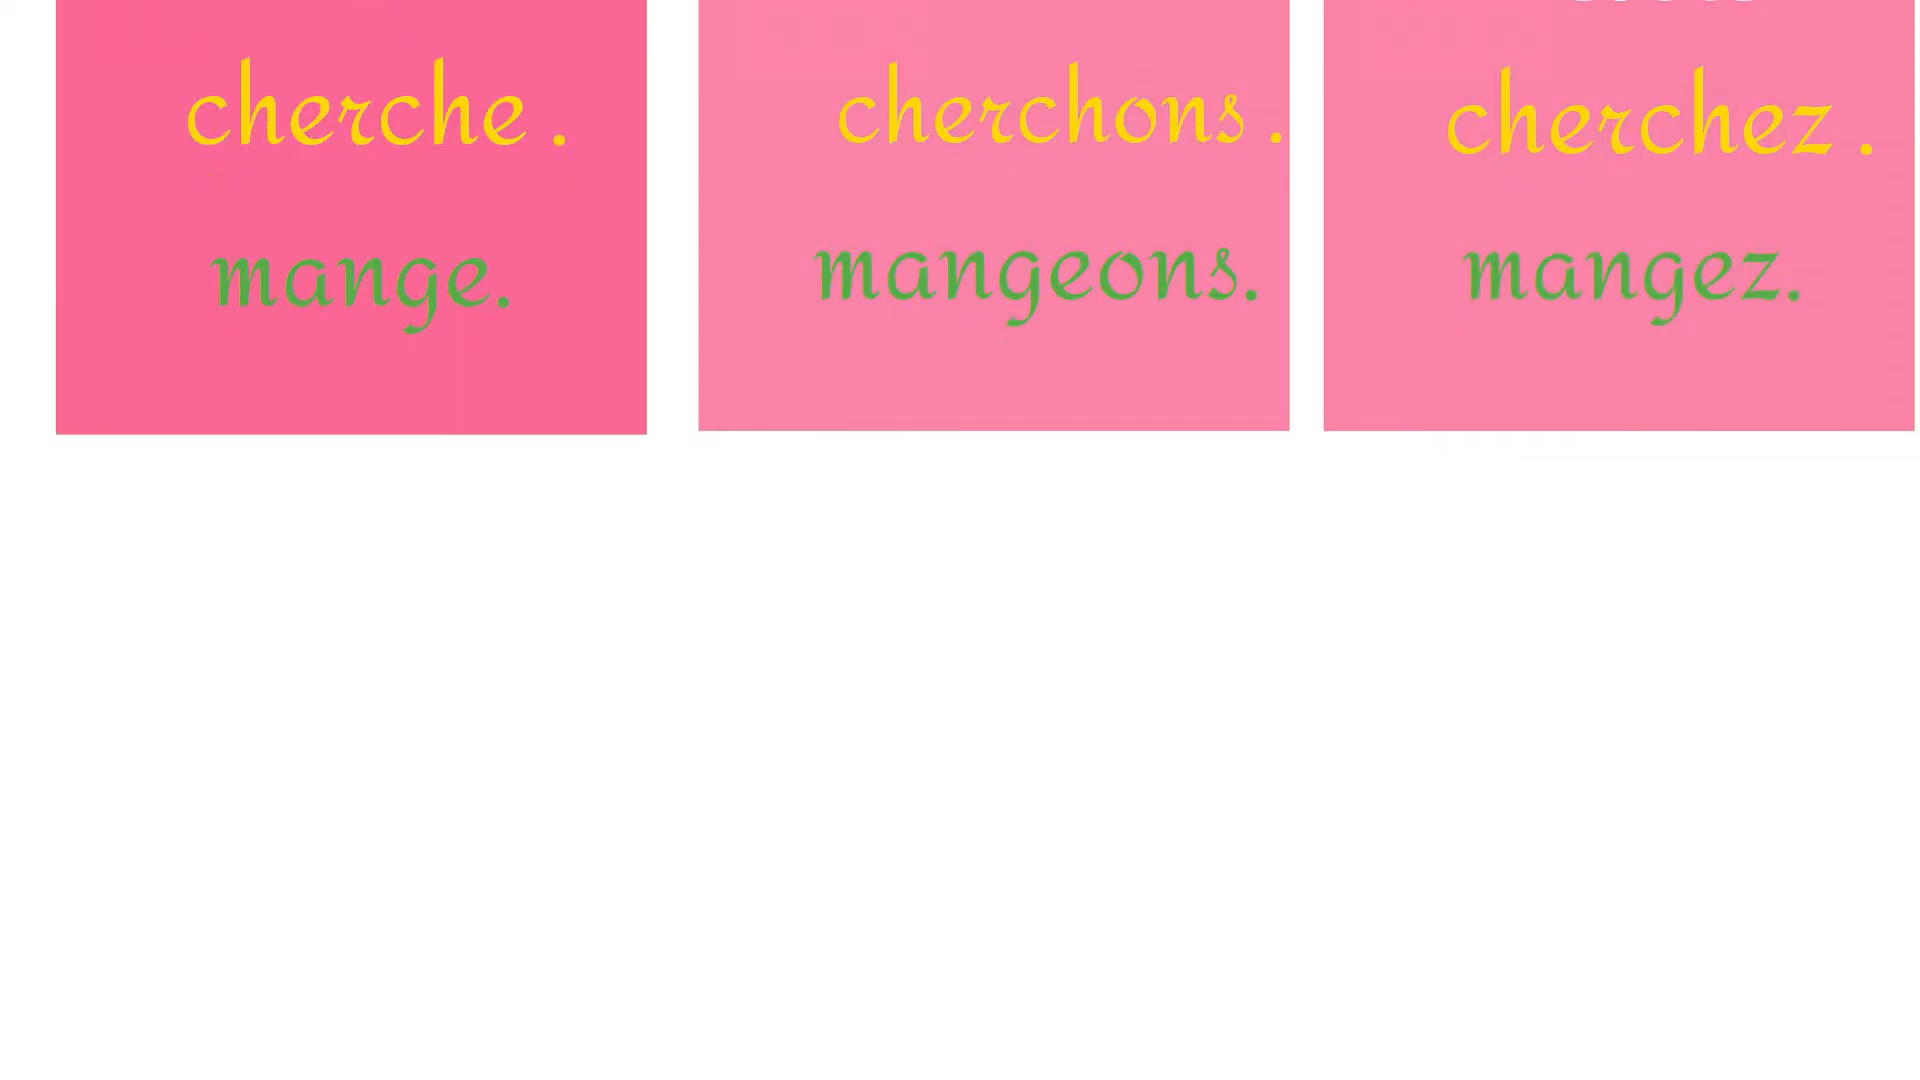 cherche .
mange.
cherchons .
mangeons.
cherchez .
mangez.